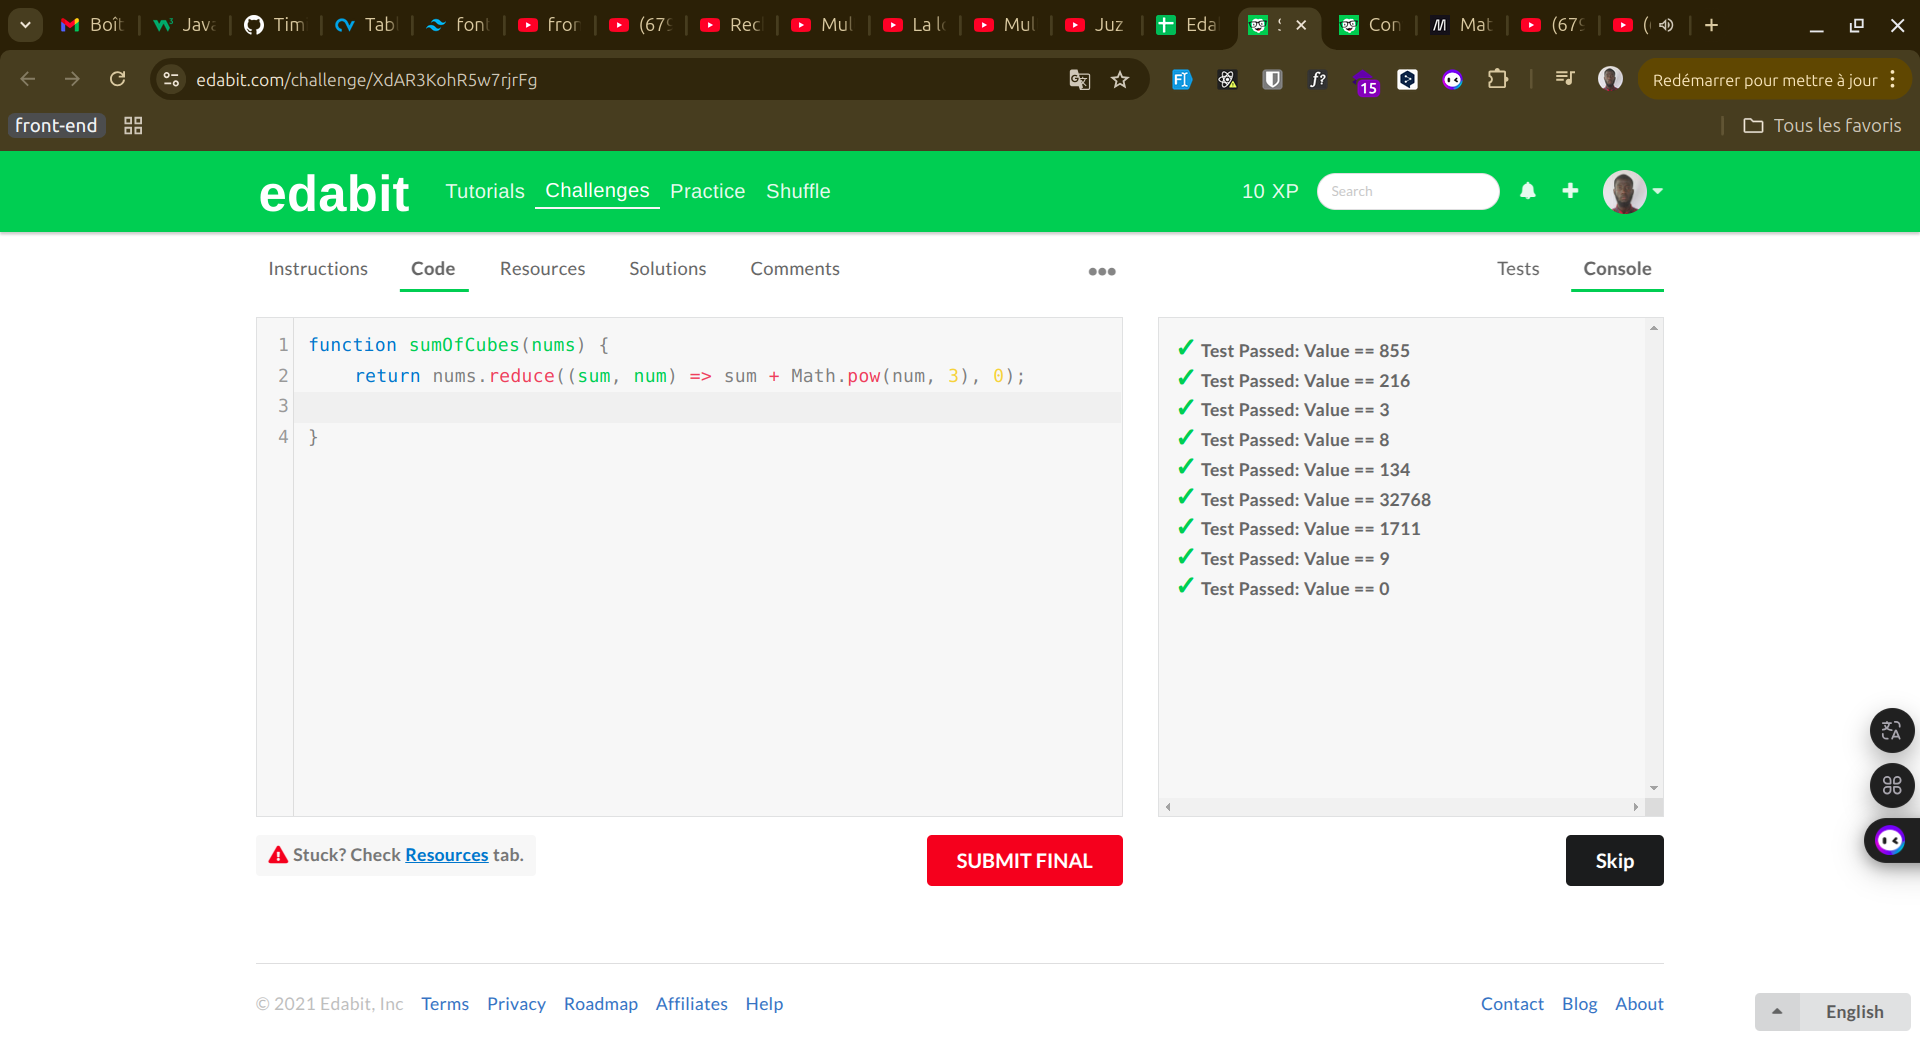 Boît
Java
Tim
Tab
font
fron
(679
Rec
Mul
La lo
Mul
Juz
Eda
Con
Mat
(679
(
edabit.com/challenge/XdAR3KohR5w7rjrFg
15
Redémarrer pour mettre à jour
front-end
Tous les favoris
edabit
Tutorials
Challenges
Practice
Shuffle
10 XP
Search
Instructions
Code
Resources
Solutions
Comments
Tests
Console
1 function sumOfCubes(nums) {
2 return nums.reduce((sum, num) => sum + Math.pow(num, 3), 0);
3
4 }
✓ Test Passed: Value == 855
✓ Test Passed: Value == 216
✓ Test Passed: Value == 3
✓ Test Passed: Value == 8
✓ Test Passed: Value == 134
✓ Test Passed: Value == 32768
✓ Test Passed: Value == 1711
✓ Test Passed: Value == 9
✓ Test Passed: Value == 0
Stuck? Check Resources tab.
SUBMIT FINAL
Skip
© 2021 Edabit, Inc
Terms
Privacy
Roadmap
Affiliates
Help
Contact
Blog
About
English